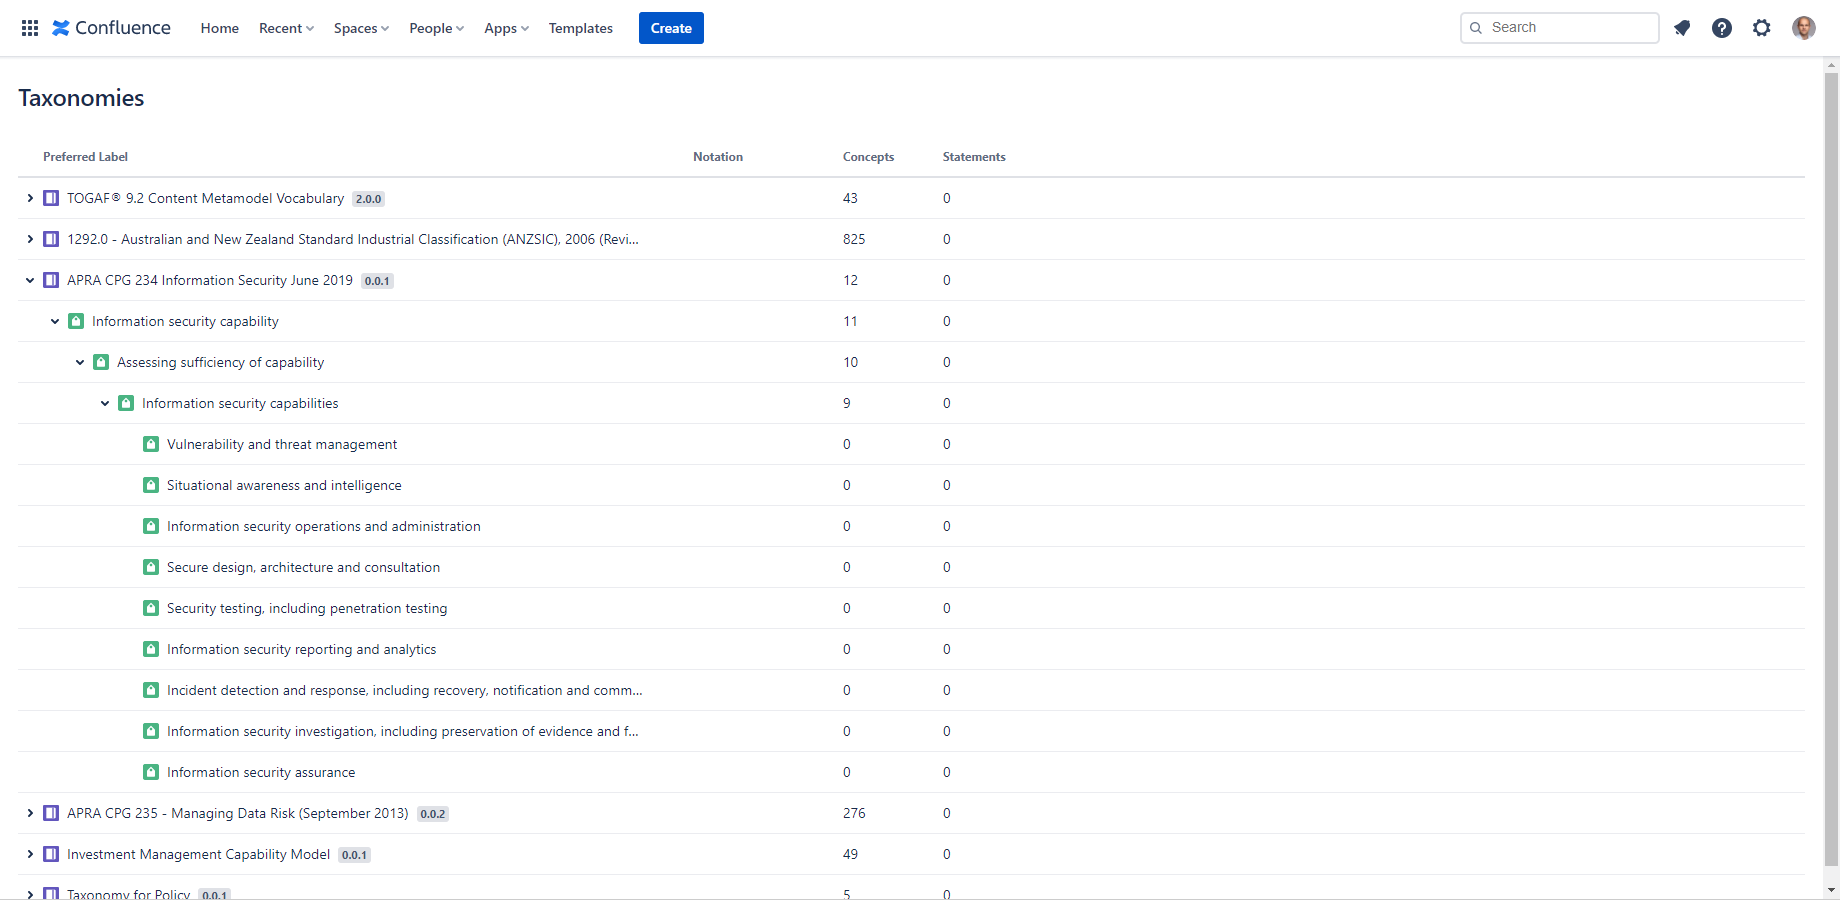 Confluence Home Recent Spaces People Apps Templates Create Search
Taxonomies
Preferred Label Notation Concepts Statements
TOGAF® 9.2 Content Metamodel Vocabulary 2.0.0 43 0
1292.0 - Australian and New Zealand Standard Industrial Classification (ANZSIC), 2006 (Revi... 825 0
APRA CPG 234 Information Security June 2019 0.0.1 12 0
Information security capability 11 0
Assessing sufficiency of capability 10 0
Information security capabilities 9 0
Vulnerability and threat management 0 0
Situational awareness and intelligence 0 0
Information security operations and administration 0 0
Secure design, architecture and consultation 0 0
Security testing, including penetration testing 0 0
Information security reporting and analytics 0 0
Incident detection and response, including recovery, notification and comm... 0 0
Information security investigation, including preservation of evidence and f... 0 0
Information security assurance 0 0
APRA CPG 235 - Managing Data Risk (September 2013) 0.0.2 276 0
Investment Management Capability Model 0.0.1 49 0
Taxonomy for Policy 0.0.1 5 0